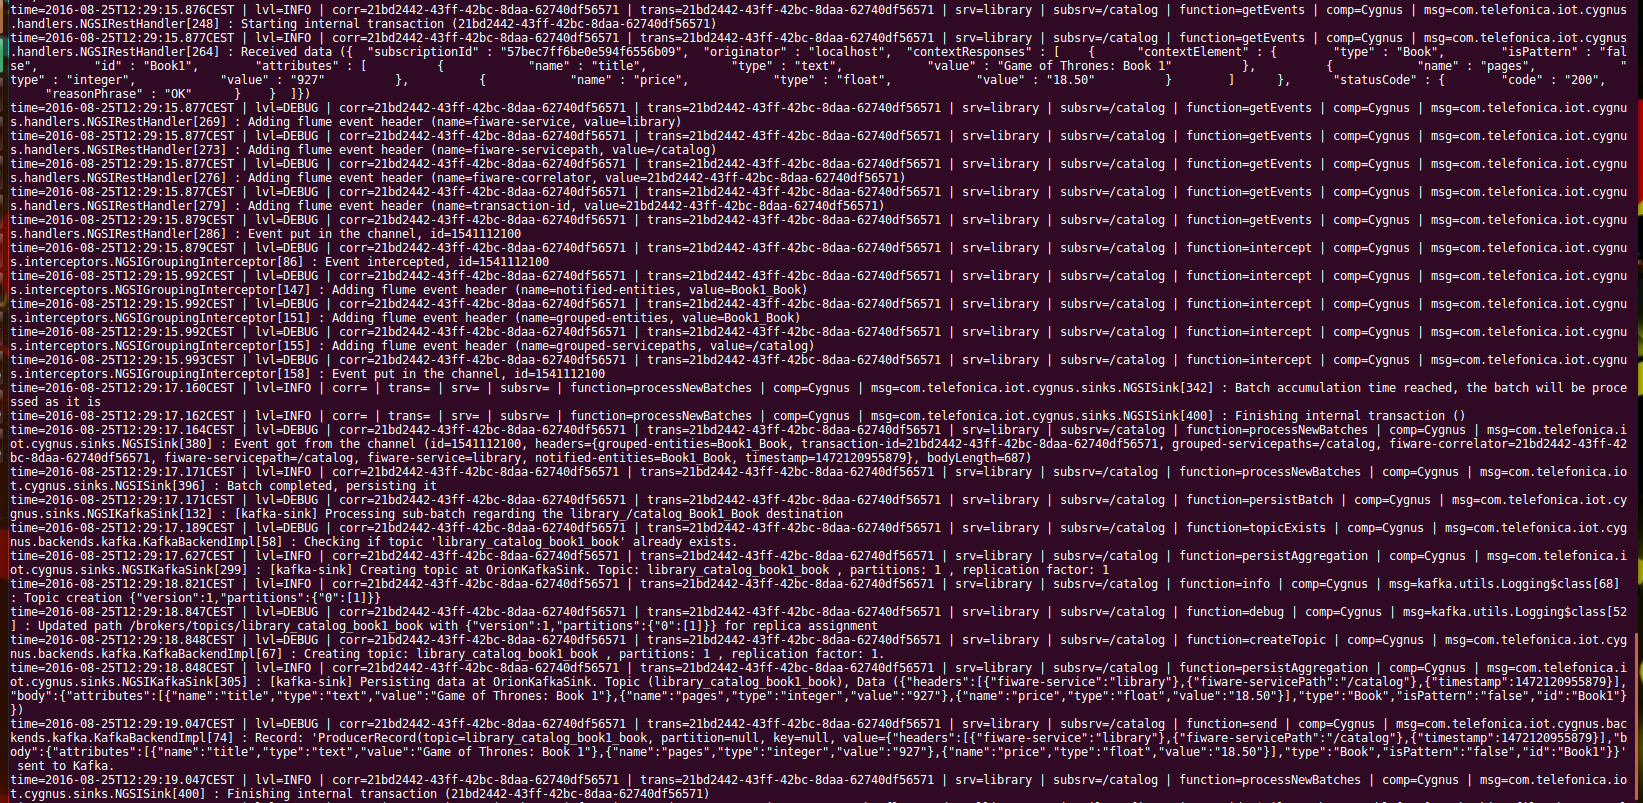 time=2016-08-25T12:29:15.876CEST | lvl=INFO | corr=21bd2442-43ff-42bc-8daa-62740df56571 | trans=21bd2442-43ff-42bc-8daa-62740df56571 | srv=library | subsrv=/catalog | function=getEvents | comp=Cygnus | msg=com.telefonica.iot.cygnus
.handlers.NGSIRestHandler[248] : Starting internal transaction (21bd2442-43ff-42bc-8daa-62740df56571)
time=2016-08-25T12:29:15.877CEST | lvl=INFO | corr=21bd2442-43ff-42bc-8daa-62740df56571 | trans=21bd2442-43ff-42bc-8daa-62740df56571 | srv=library | subsrv=/catalog | function=getEvents | comp=Cygnus | msg=com.telefonica.iot.cygnus
.handlers.NGSIRestHandler[264] : Received data ({  "subscriptionId" : "57bec7ff6be0e594f6556b09",  "originator" : "localhost",  "contextResponses" : [    {      "contextElement" : {        "type" : "Book",        "isPattern" : "fal
se",        "id" : "Book1",        "attributes" : [          {            "name" : "title",            "type" : "text",            "value" : "Game of Thrones: Book 1"          },          {            "name" : "pages",            "
type" : "integer",            "value" : "927"          },          {            "name" : "price",            "type" : "float",            "value" : "18.50"          }        ]      },      "statusCode" : {        "code" : "200",
     "reasonPhrase" : "OK"      }    }  ]})
time=2016-08-25T12:29:15.877CEST | lvl=DEBUG | corr=21bd2442-43ff-42bc-8daa-62740df56571 | trans=21bd2442-43ff-42bc-8daa-62740df56571 | srv=library | subsrv=/catalog | function=getEvents | comp=Cygnus | msg=com.telefonica.iot.cygnu
s.handlers.NGSIRestHandler[269] : Adding flume event header (name=fiware-service, value=library)
time=2016-08-25T12:29:15.877CEST | lvl=DEBUG | corr=21bd2442-43ff-42bc-8daa-62740df56571 | trans=21bd2442-43ff-42bc-8daa-62740df56571 | srv=library | subsrv=/catalog | function=getEvents | comp=Cygnus | msg=com.telefonica.iot.cygnu
s.handlers.NGSIRestHandler[273] : Adding flume event header (name=fiware-servicepath, value=/catalog)
time=2016-08-25T12:29:15.877CEST | lvl=DEBUG | corr=21bd2442-43ff-42bc-8daa-62740df56571 | trans=21bd2442-43ff-42bc-8daa-62740df56571 | srv=library | subsrv=/catalog | function=getEvents | comp=Cygnus | msg=com.telefonica.iot.cygnu
s.handlers.NGSIRestHandler[276] : Adding flume event header (name=fiware-correlator, value=21bd2442-43ff-42bc-8daa-62740df56571)
time=2016-08-25T12:29:15.877CEST | lvl=DEBUG | corr=21bd2442-43ff-42bc-8daa-62740df56571 | trans=21bd2442-43ff-42bc-8daa-62740df56571 | srv=library | subsrv=/catalog | function=getEvents | comp=Cygnus | msg=com.telefonica.iot.cygnu
s.handlers.NGSIRestHandler[279] : Adding flume event header (name=transaction-id, value=21bd2442-43ff-42bc-8daa-62740df56571)
time=2016-08-25T12:29:15.879CEST | lvl=DEBUG | corr=21bd2442-43ff-42bc-8daa-62740df56571 | trans=21bd2442-43ff-42bc-8daa-62740df56571 | srv=library | subsrv=/catalog | function=getEvents | comp=Cygnus | msg=com.telefonica.iot.cygnu
s.handlers.NGSIRestHandler[286] : Event put in the channel, id=1541112100
time=2016-08-25T12:29:15.879CEST | lvl=DEBUG | corr=21bd2442-43ff-42bc-8daa-62740df56571 | trans=21bd2442-43ff-42bc-8daa-62740df56571 | srv=library | subsrv=/catalog | function=intercept | comp=Cygnus | msg=com.telefonica.iot.cygnu
s.interceptors.NGSIGroupingInterceptor[86] : Event intercepted, id=1541112100
time=2016-08-25T12:29:15.992CEST | lvl=DEBUG | corr=21bd2442-43ff-42bc-8daa-62740df56571 | trans=21bd2442-43ff-42bc-8daa-62740df56571 | srv=library | subsrv=/catalog | function=intercept | comp=Cygnus | msg=com.telefonica.iot.cygnu
s.interceptors.NGSIGroupingInterceptor[147] : Adding flume event header (name=notified-entities, value=Book1_Book)
time=2016-08-25T12:29:15.992CEST | lvl=DEBUG | corr=21bd2442-43ff-42bc-8daa-62740df56571 | trans=21bd2442-43ff-42bc-8daa-62740df56571 | srv=library | subsrv=/catalog | function=intercept | comp=Cygnus | msg=com.telefonica.iot.cygnu
s.interceptors.NGSIGroupingInterceptor[151] : Adding flume event header (name=grouped-entities, value=Book1_Book)
time=2016-08-25T12:29:15.992CEST | lvl=DEBUG | corr=21bd2442-43ff-42bc-8daa-62740df56571 | trans=21bd2442-43ff-42bc-8daa-62740df56571 | srv=library | subsrv=/catalog | function=intercept | comp=Cygnus | msg=com.telefonica.iot.cygnu
s.interceptors.NGSIGroupingInterceptor[155] : Adding flume event header (name=grouped-servicepaths, value=/catalog)
time=2016-08-25T12:29:15.993CEST | lvl=DEBUG | corr=21bd2442-43ff-42bc-8daa-62740df56571 | trans=21bd2442-43ff-42bc-8daa-62740df56571 | srv=library | subsrv=/catalog | function=intercept | comp=Cygnus | msg=com.telefonica.iot.cygnu
s.interceptors.NGSIGroupingInterceptor[158] : Event put in the channel, id=1541112100
time=2016-08-25T12:29:17.160CEST | lvl=INFO | corr= | trans= | srv= | subsrv= | function=processNewBatches | comp=Cygnus | msg=com.telefonica.iot.cygnus.sinks.NGSISink[342] : Batch accumulation time reached, the batch will be proce
ssed as it is
time=2016-08-25T12:29:17.162CEST | lvl=INFO | corr= | trans= | srv= | subsrv= | function=processNewBatches | comp=Cygnus | msg=com.telefonica.iot.cygnus.sinks.NGSISink[400] : Finishing internal transaction ()
time=2016-08-25T12:29:17.164CEST | lvl=DEBUG | corr=21bd2442-43ff-42bc-8daa-62740df56571 | trans=21bd2442-43ff-42bc-8daa-62740df56571 | srv=library | subsrv=/catalog | function=processNewBatches | comp=Cygnus | msg=com.telefonica.i
ot.cygnus.sinks.NGSISink[380] : Event got from the channel (id=1541112100, headers={grouped-entities=Book1_Book, transaction-id=21bd2442-43ff-42bc-8daa-62740df56571, grouped-servicepaths=/catalog, fiware-correlator=21bd2442-43ff-42
bc-8daa-62740df56571, fiware-servicepath=/catalog, fiware-service=library, notified-entities=Book1_Book, timestamp=1472120955879}, bodyLength=687)
time=2016-08-25T12:29:17.171CEST | lvl=INFO | corr=21bd2442-43ff-42bc-8daa-62740df56571 | trans=21bd2442-43ff-42bc-8daa-62740df56571 | srv=library | subsrv=/catalog | function=processNewBatches | comp=Cygnus | msg=com.telefonica.io
t.cygnus.sinks.NGSISink[396] : Batch completed, persisting it
time=2016-08-25T12:29:17.171CEST | lvl=DEBUG | corr=21bd2442-43ff-42bc-8daa-62740df56571 | trans=21bd2442-43ff-42bc-8daa-62740df56571 | srv=library | subsrv=/catalog | function=persistBatch | comp=Cygnus | msg=com.telefonica.iot.cy
gnus.sinks.NGSIKafkaSink[132] : [kafka-sink] Processing sub-batch regarding the library_/catalog_Book1_Book destination
time=2016-08-25T12:29:17.189CEST | lvl=DEBUG | corr=21bd2442-43ff-42bc-8daa-62740df56571 | trans=21bd2442-43ff-42bc-8daa-62740df56571 | srv=library | subsrv=/catalog | function=topicExists | comp=Cygnus | msg=com.telefonica.iot.cyg
nus.backends.kafka.KafkaBackendImpl[58] : Checking if topic 'library_catalog_book1_book' already exists.
time=2016-08-25T12:29:17.627CEST | lvl=INFO | corr=21bd2442-43ff-42bc-8daa-62740df56571 | trans=21bd2442-43ff-42bc-8daa-62740df56571 | srv=library | subsrv=/catalog | function=persistAggregation | comp=Cygnus | msg=com.telefonica.i
ot.cygnus.sinks.NGSIKafkaSink[299] : [kafka-sink] Creating topic at OrionKafkaSink. Topic: library_catalog_book1_book , partitions: 1 , replication factor: 1
time=2016-08-25T12:29:18.821CEST | lvl=INFO | corr=21bd2442-43ff-42bc-8daa-62740df56571 | trans=21bd2442-43ff-42bc-8daa-62740df56571 | srv=library | subsrv=/catalog | function=info | comp=Cygnus | msg=kafka.utils.Logging$class[68]
: Topic creation {"version":1,"partitions":{"0":[1]}}
time=2016-08-25T12:29:18.847CEST | lvl=DEBUG | corr=21bd2442-43ff-42bc-8daa-62740df56571 | trans=21bd2442-43ff-42bc-8daa-62740df56571 | srv=library | subsrv=/catalog | function=debug | comp=Cygnus | msg=kafka.utils.Logging$class[52
] : Updated path /brokers/topics/library_catalog_book1_book with {"version":1,"partitions":{"0":[1]}} for replica assignment
time=2016-08-25T12:29:18.848CEST | lvl=DEBUG | corr=21bd2442-43ff-42bc-8daa-62740df56571 | trans=21bd2442-43ff-42bc-8daa-62740df56571 | srv=library | subsrv=/catalog | function=createTopic | comp=Cygnus | msg=com.telefonica.iot.cyg
nus.backends.kafka.KafkaBackendImpl[67] : Creating topic: library_catalog_book1_book , partitions: 1 , replication factor: 1.
time=2016-08-25T12:29:18.848CEST | lvl=INFO | corr=21bd2442-43ff-42bc-8daa-62740df56571 | trans=21bd2442-43ff-42bc-8daa-62740df56571 | srv=library | subsrv=/catalog | function=persistAggregation | comp=Cygnus | msg=com.telefonica.i
ot.cygnus.sinks.NGSIKafkaSink[305] : [kafka-sink] Persisting data at OrionKafkaSink. Topic (library_catalog_book1_book), Data ({"headers":[{"fiware-service":"library"},{"fiware-servicePath":"/catalog"},{"timestamp":1472120955879}],
"body":{"attributes":[{"name":"title","type":"text","value":"Game of Thrones: Book 1"},{"name":"pages","type":"integer","value":"927"},{"name":"price","type":"float","value":"18.50"}],"type":"Book","isPattern":"false","id":"Book1"}
})
time=2016-08-25T12:29:19.047CEST | lvl=DEBUG | corr=21bd2442-43ff-42bc-8daa-62740df56571 | trans=21bd2442-43ff-42bc-8daa-62740df56571 | srv=library | subsrv=/catalog | function=send | comp=Cygnus | msg=com.telefonica.iot.cygnus.bac
kends.kafka.KafkaBackendImpl[74] : Record: 'ProducerRecord(topic=library_catalog_book1_book, partition=null, key=null, value={"headers":[{"fiware-service":"library"},{"fiware-servicePath":"/catalog"},{"timestamp":1472120955879}],"b
ody":{"attributes":[{"name":"title","type":"text","value":"Game of Thrones: Book 1"},{"name":"pages","type":"integer","value":"927"},{"name":"price","type":"float","value":"18.50"}],"type":"Book","isPattern":"false","id":"Book1"}}'
 sent to Kafka.
time=2016-08-25T12:29:19.047CEST | lvl=INFO | corr=21bd2442-43ff-42bc-8daa-62740df56571 | trans=21bd2442-43ff-42bc-8daa-62740df56571 | srv=library | subsrv=/catalog | function=processNewBatches | comp=Cygnus | msg=com.telefonica.io
t.cygnus.sinks.NGSISink[400] : Finishing internal transaction (21bd2442-43ff-42bc-8daa-62740df56571)